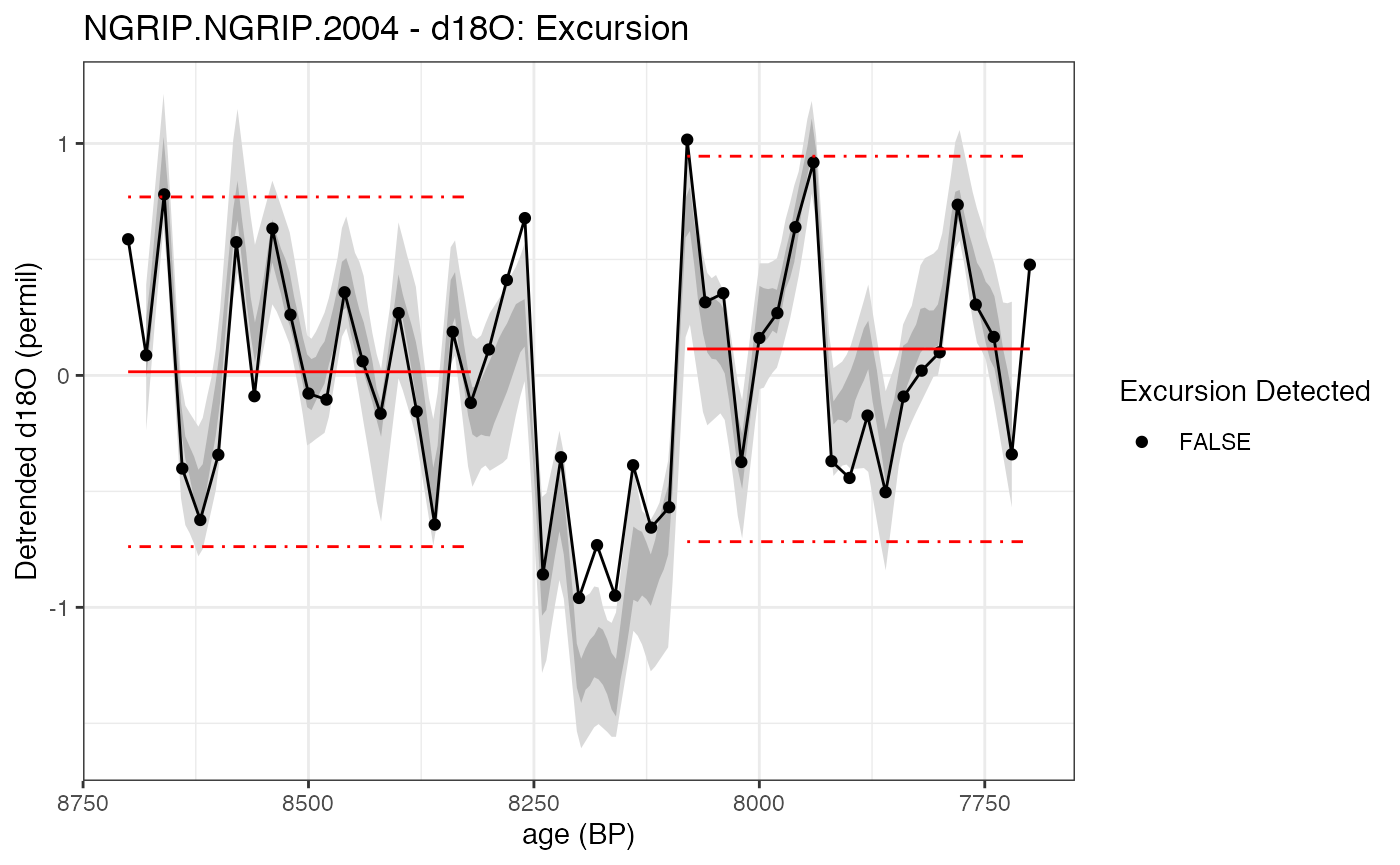 NGRIP.NGRIP.2004 - d18O: Excursion
Detrended d18O (permil)
1
0
-1
8750
8500
8250
8000
7750
age (BP)
Excursion Detected
FALSE